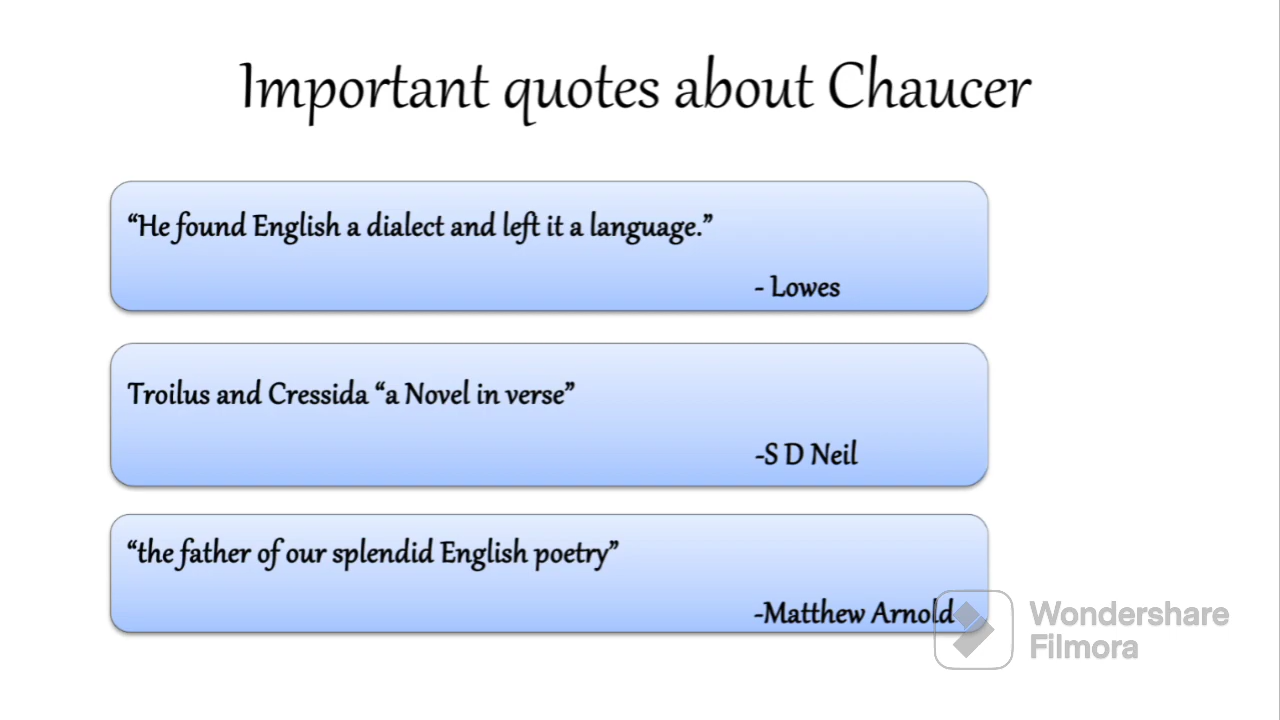 Important quotes about Chaucer
“He found English a dialect and left it a language.”
- Lowes
Troilus and Cressida “a Novel in verse”
-S D Neil
“the father of our splendid English poetry”
-Matthew Arnold
Wondershare
Filmora